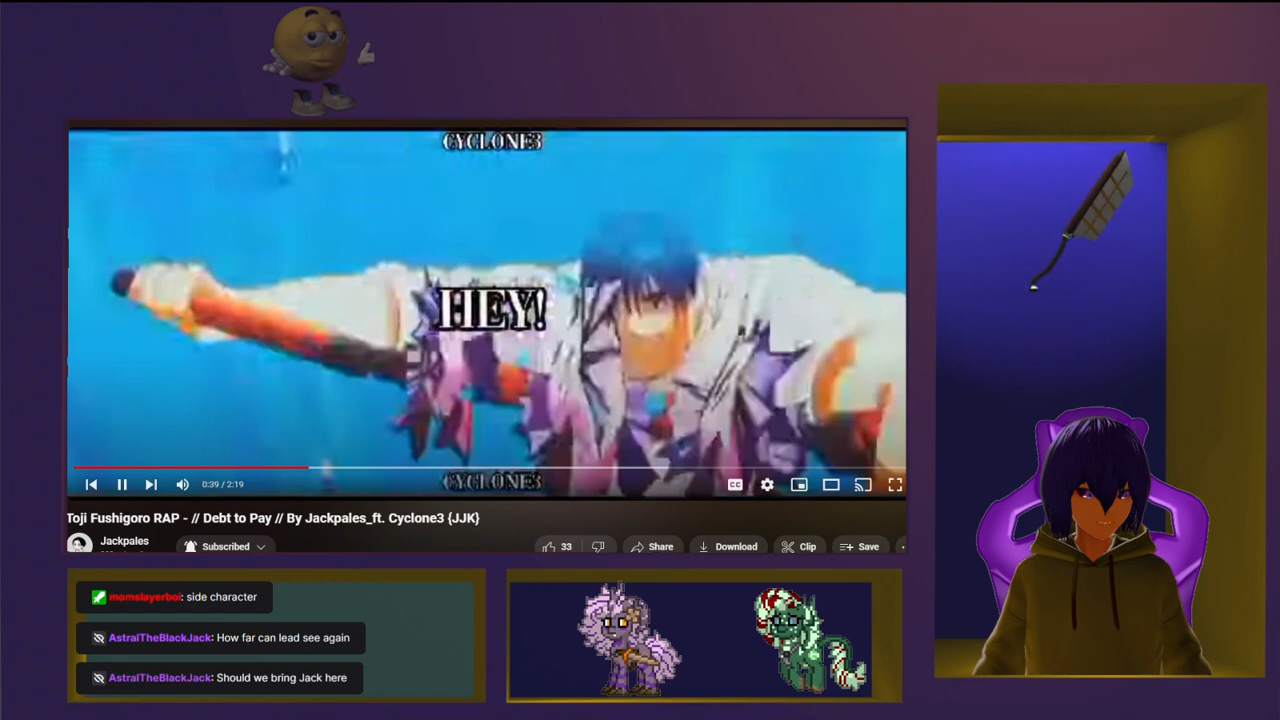 CYCLONE3
HEY!
0:39 / 2:19
CC
CYCLONE3
Toji Fushigoro RAP - // Debt to Pay // By Jackpales_ft. Cyclone3 {JJK}
Jackpales
Subscribed
33
Share
Download
Clip
Save
momslayerboi: side character
AstralTheBlackJack: How far can lead see again
AstralTheBlackJack: Should we bring Jack here